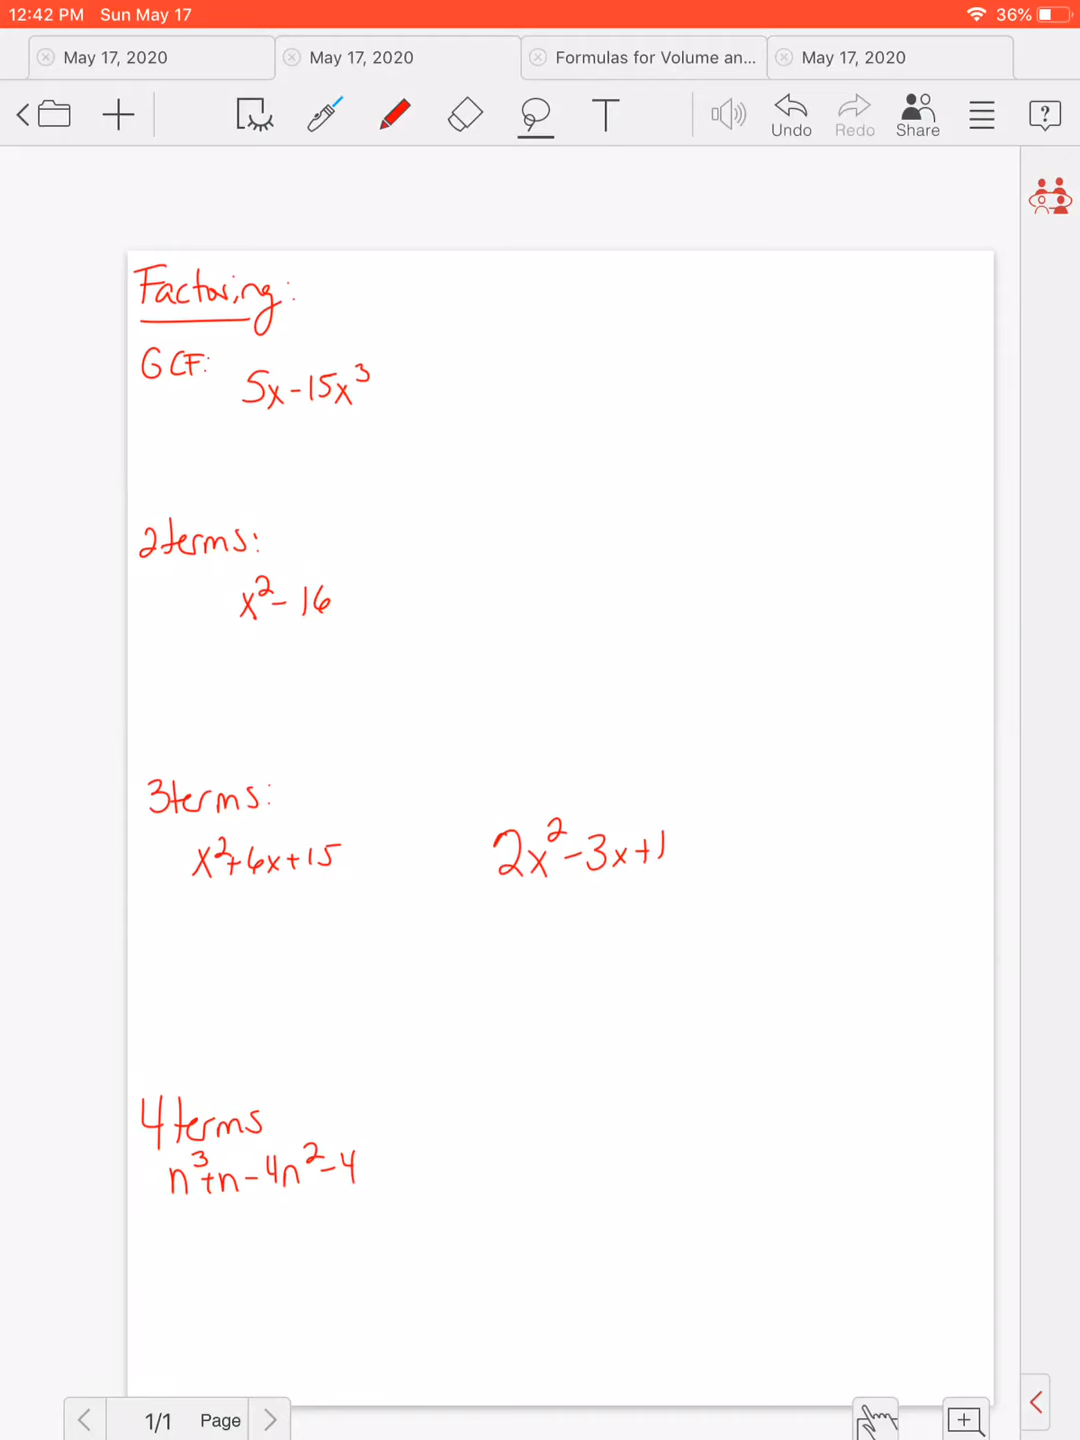 12:42 PM Sun May 17 36%
May 17, 2020 May 17, 2020 Formulas for Volume an... May 17, 2020
T Undo Redo Share ?
Factoring:
GCF: 5x-15x³
2terms:
x²- 16
3terms:
x²+6x+15 2x²-3x+1
4 terms
n³+n-4n²-4
1/1 Page